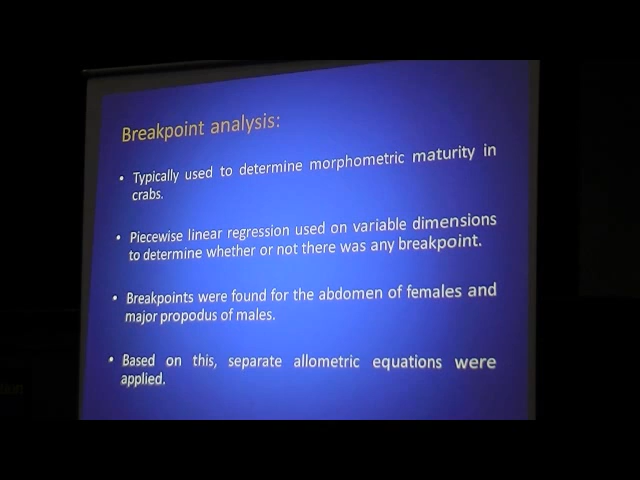 Breakpoint analysis:
• Typically used to determine morphometric maturity in
crabs.
• Piecewise linear regression used on variable dimensions
to determine whether or not there was any breakpoint.
• Breakpoints were found for the abdomen of females and
major propodus of males.
• Based on this, separate allometric equations were
applied.